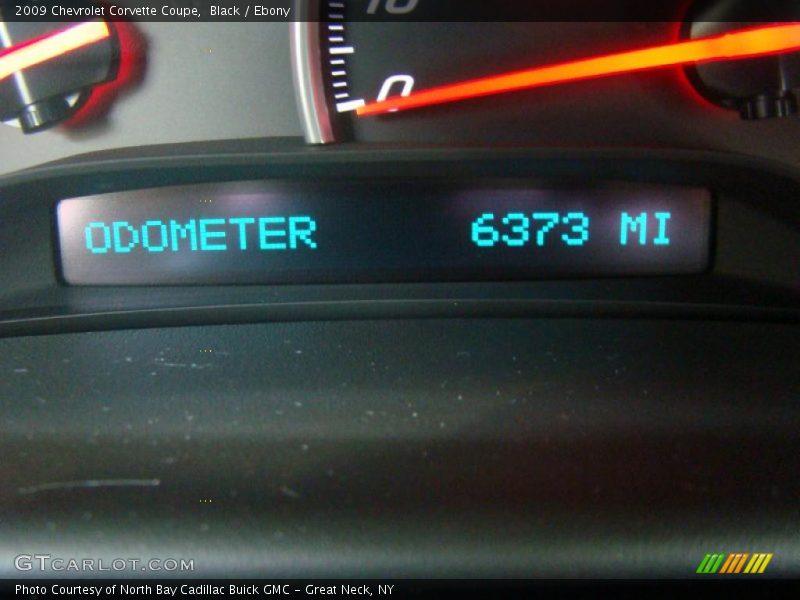 2009 Chevrolet Corvette Coupe, Black / Ebony
10
0
ODOMETER 6373 MI
GTCARLOT.COM
Photo Courtesy of North Bay Cadillac Buick GMC - Great Neck, NY